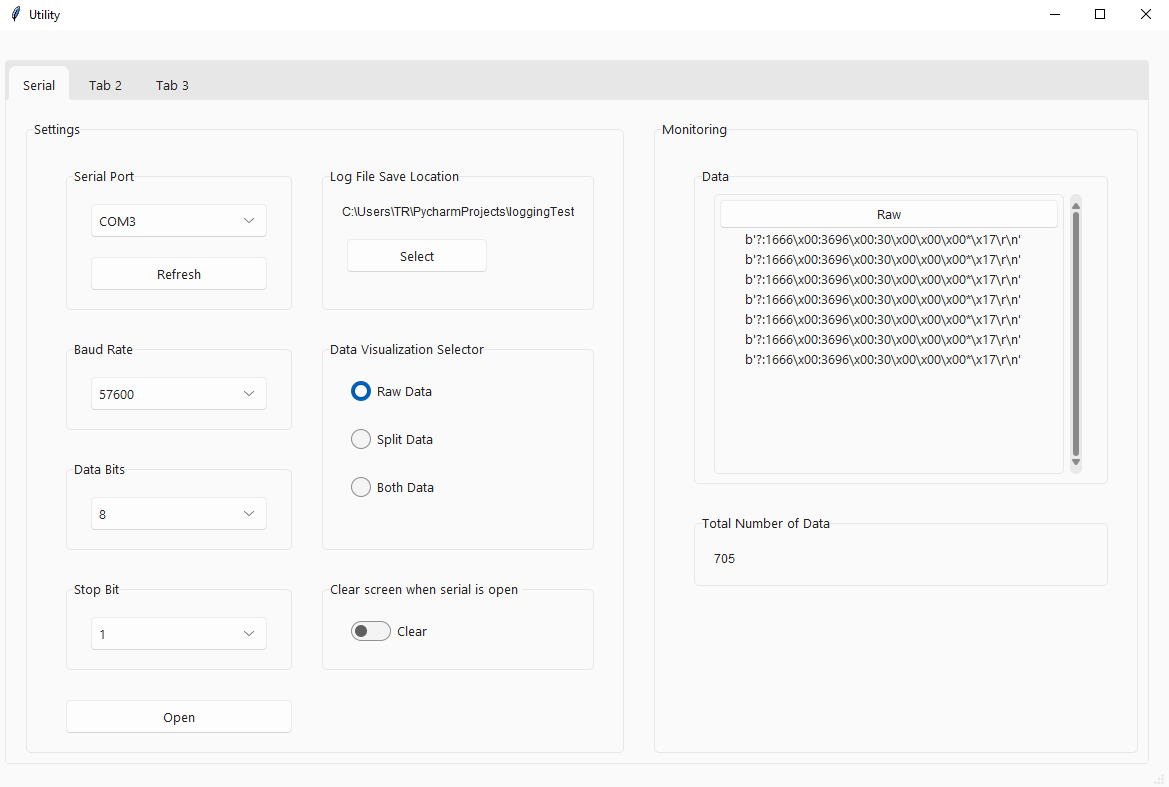 Utility
Serial
Tab 2
Tab 3
Settings
Serial Port
COM3
Refresh
Baud Rate
57600
Data Bits
8
Stop Bit
1
Open
Log File Save Location
C:\Users\TR\PycharmProjects\loggingTest
Select
Data Visualization Selector
Raw Data
Split Data
Both Data
Clear screen when serial is open
Clear
Monitoring
Data
Raw
b'?:1666\x00:3696\x00:30\x00\x00\x00*\x17\r\n'
b'?:1666\x00:3696\x00:30\x00\x00\x00*\x17\r\n'
b'?:1666\x00:3696\x00:30\x00\x00\x00*\x17\r\n'
b'?:1666\x00:3696\x00:30\x00\x00\x00*\x17\r\n'
b'?:1666\x00:3696\x00:30\x00\x00\x00*\x17\r\n'
b'?:1666\x00:3696\x00:30\x00\x00\x00*\x17\r\n'
b'?:1666\x00:3696\x00:30\x00\x00\x00*\x17\r\n'
Total Number of Data
705